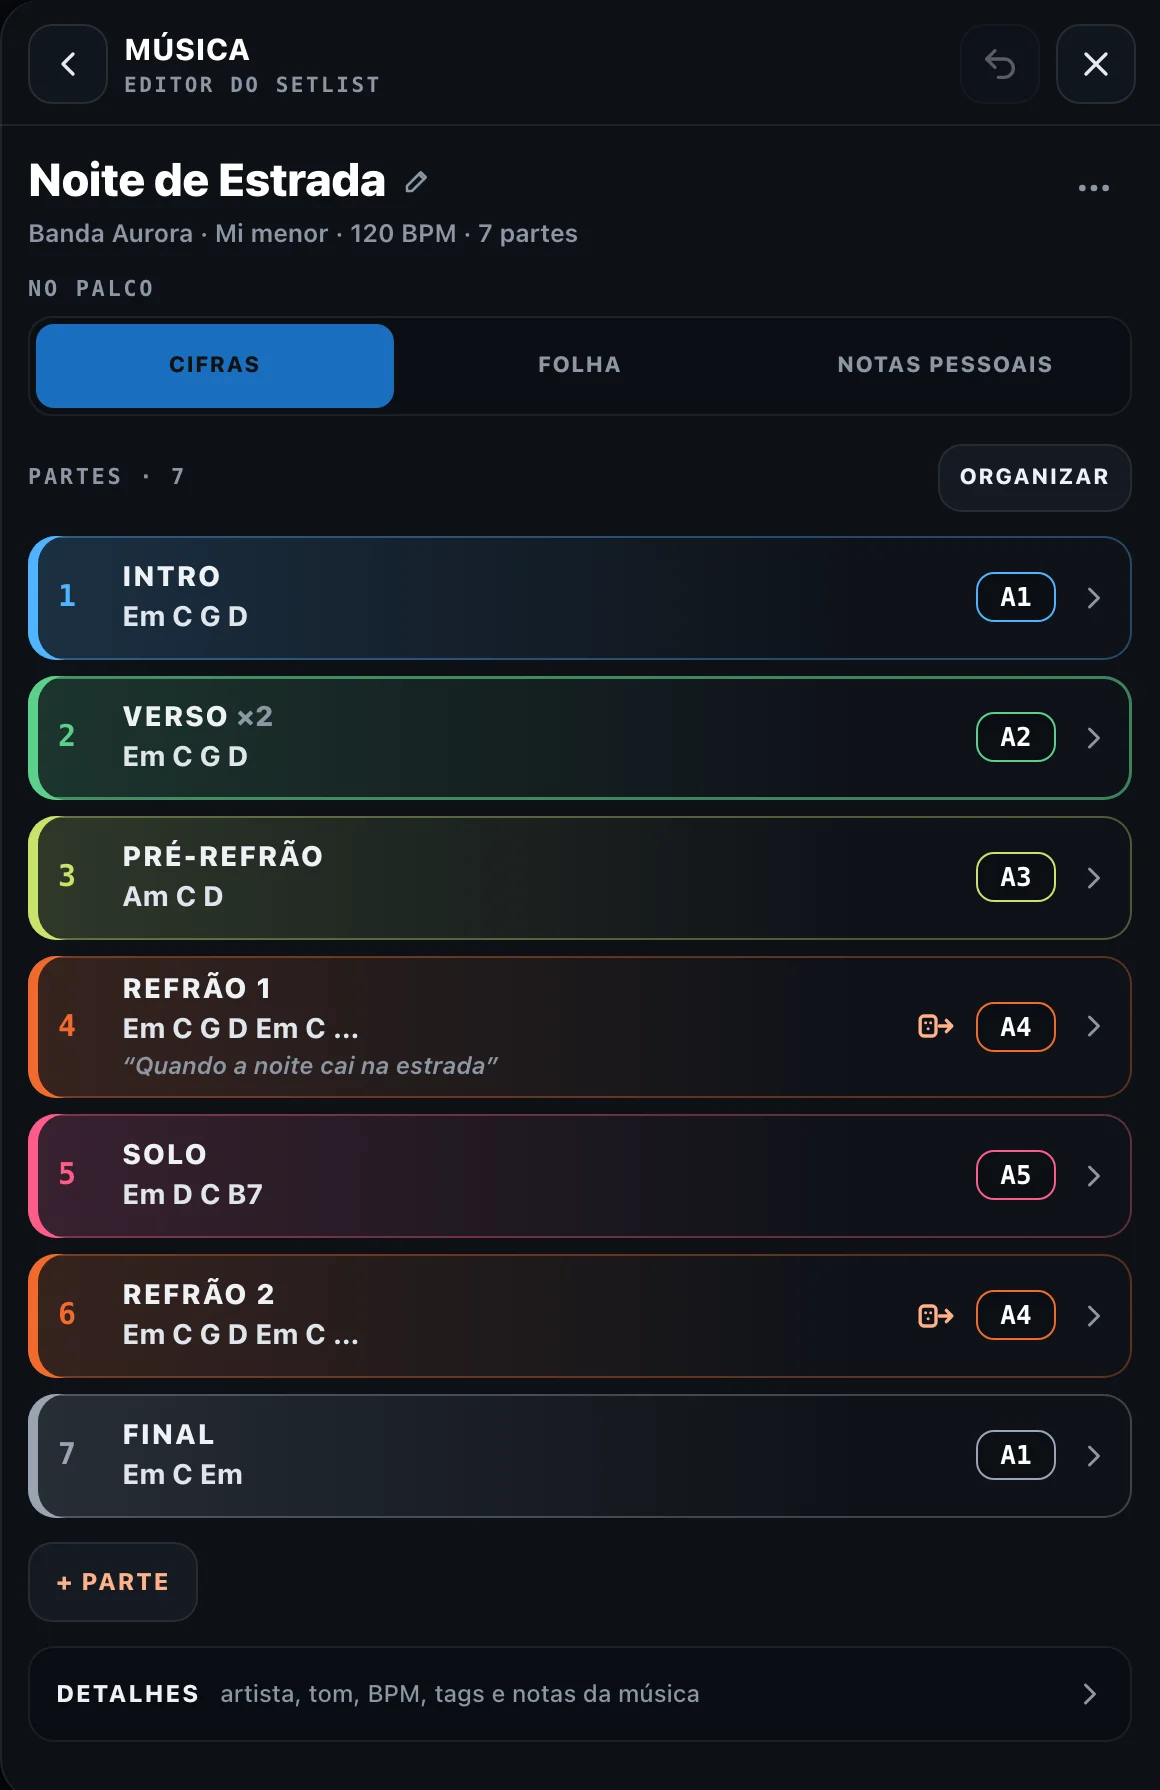 MÚSICA
EDITOR DO SETLIST
Noite de Estrada
Banda Aurora · Mi menor · 120 BPM · 7 partes
NO PALCO
CIFRAS
FOLHA
NOTAS PESSOAIS
PARTES · 7
ORGANIZAR
1
INTRO
Em C G D
A1
2
VERSO ×2
Em C G D
A2
3
PRÉ-REFRÃO
Am C D
A3
4
REFRÃO 1
Em C G D Em C ...
“Quando a noite cai na estrada”
A4
5
SOLO
Em D C B7
A5
6
REFRÃO 2
Em C G D Em C ...
A4
7
FINAL
Em C Em
A1
+ PARTE
DETALHES artista, tom, BPM, tags e notas da música